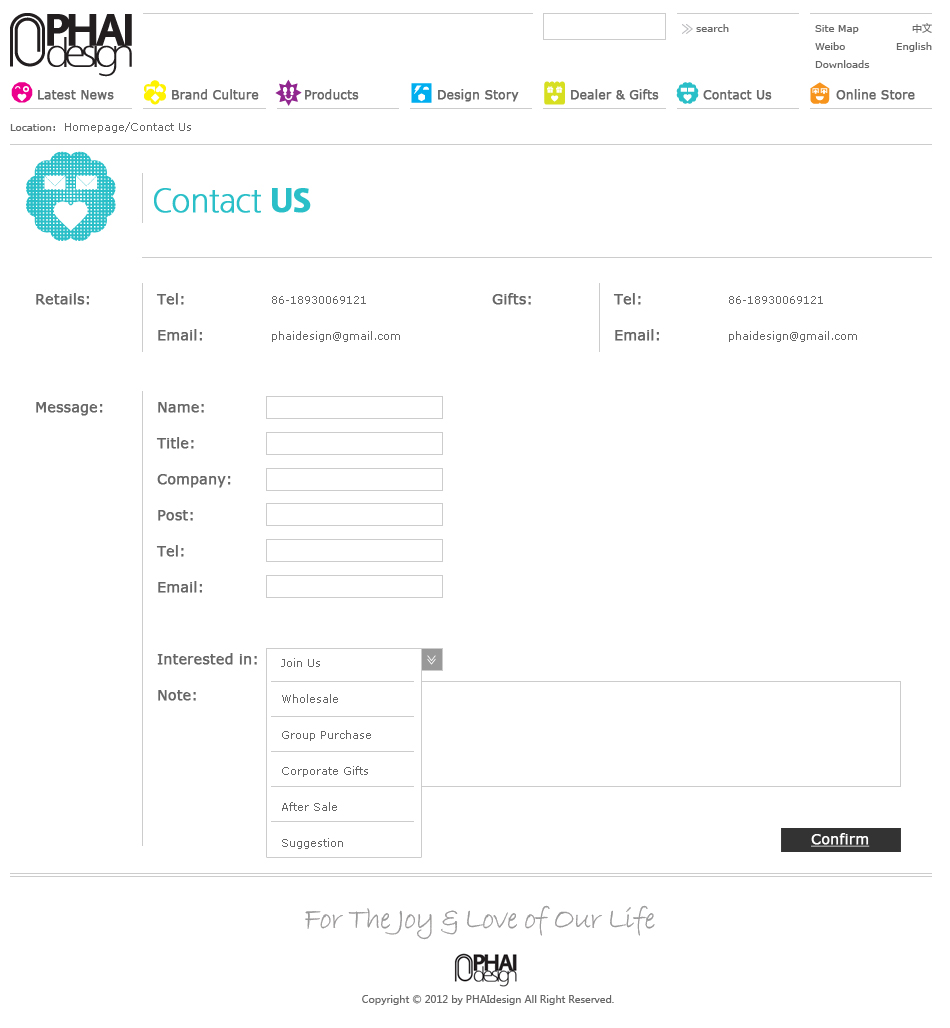 PHAI
design
search
Site Map 中文
Weibo English
Downloads
Latest News Brand Culture Products Design Story Dealer & Gifts Contact Us Online Store
Location: Homepage/Contact Us
Contact US
Retails: Tel: 86-18930069121 Gifts: Tel: 86-18930069121
Email: phaidesign@gmail.com Email: phaidesign@gmail.com
Message: Name:
Title:
Company:
Post:
Tel:
Email:
Interested in: Join Us
Note: Wholesale
Group Purchase
Corporate Gifts
After Sale
Suggestion
Confirm
For The Joy & Love of Our Life
PHAI
design
Copyright © 2012 by PHAIdesign All Right Reserved.